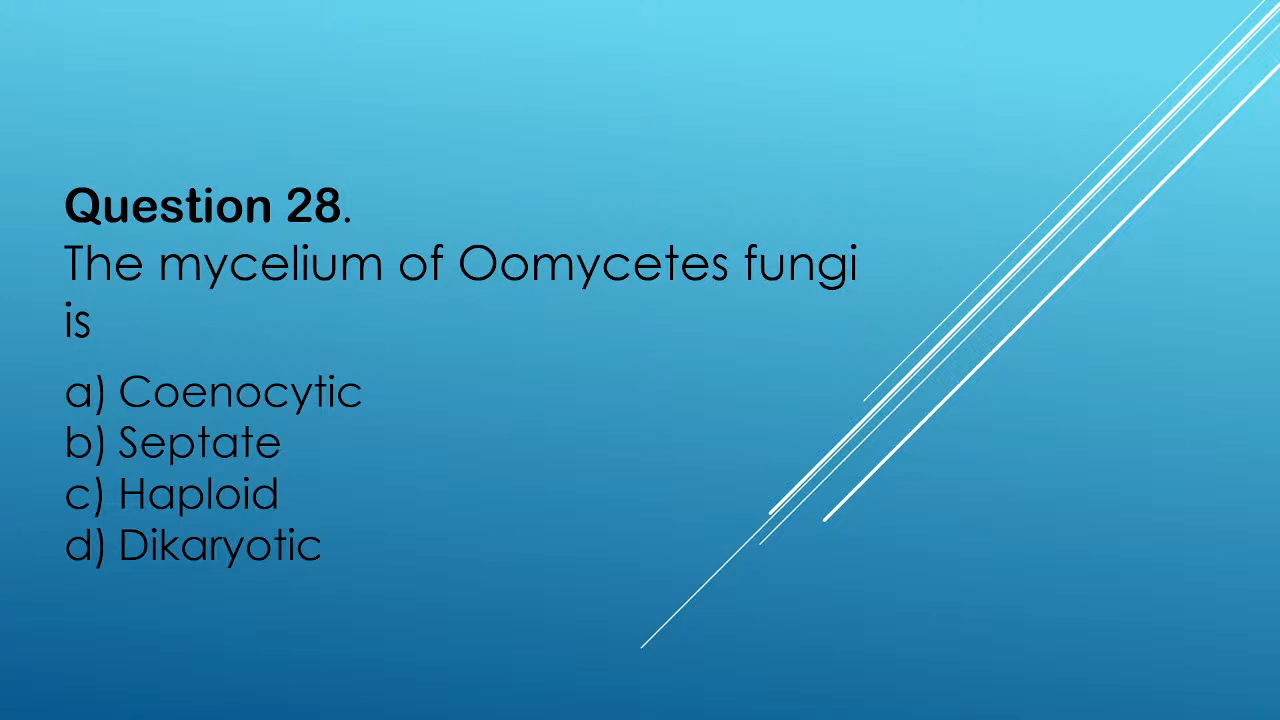 Question 28.
The mycelium of Oomycetes fungi
is
a) Coenocytic
b) Septate
c) Haploid
d) Dikaryotic